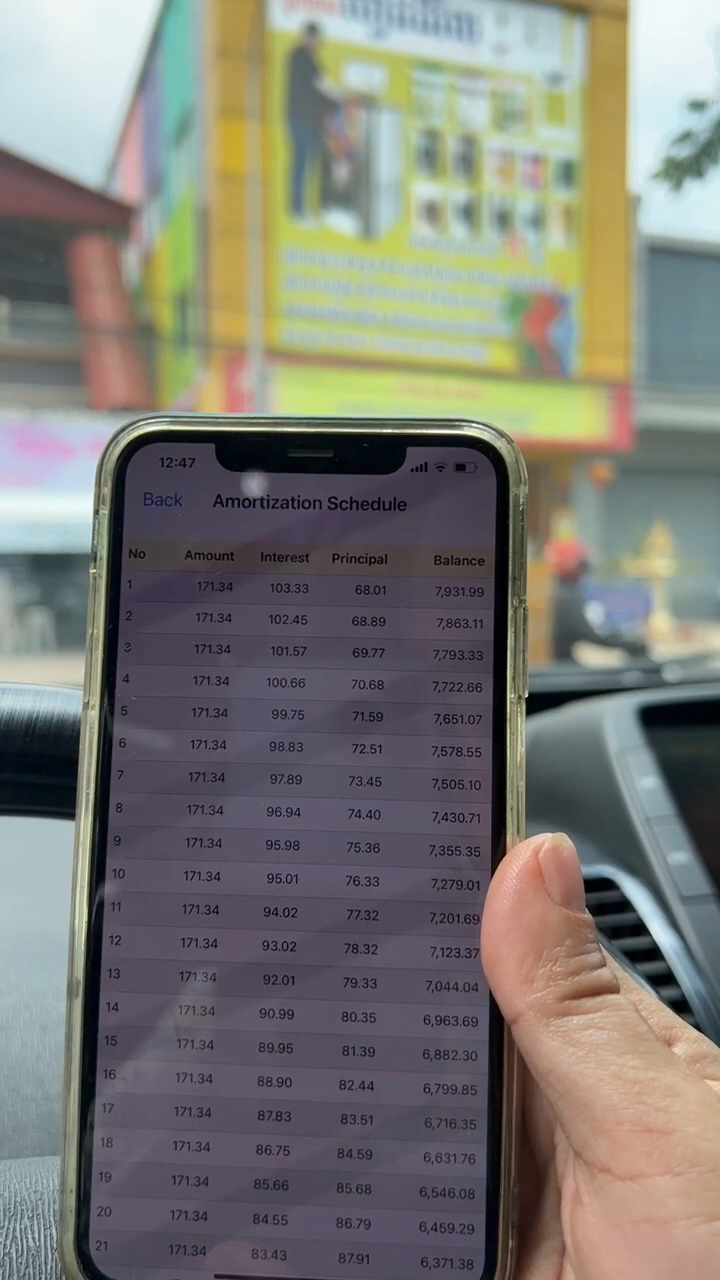 12:47
Back Amortization Schedule
No Amount Interest Principal Balance
1 171.34 103.33 68.01 7,931.99
2 171.34 102.45 68.89 7,863.11
3 171.34 101.57 69.77 7,793.33
4 171.34 100.66 70.68 7,722.66
5 171.34 99.75 71.59 7,651.07
6 171.34 98.83 72.51 7,578.55
7 171.34 97.89 73.45 7,505.10
8 171.34 96.94 74.40 7,430.71
9 171.34 95.98 75.36 7,355.35
10 171.34 95.01 76.33 7,279.01
11 171.34 94.02 77.32 7,201.69
12 171.34 93.02 78.32 7,123.37
13 171.34 92.01 79.33 7,044.04
14 171.34 90.99 80.35 6,963.69
15 171.34 89.95 81.39 6,882.30
16 171.34 88.90 82.44 6,799.85
17 171.34 87.83 83.51 6,716.35
18 171.34 86.75 84.59 6,631.76
19 171.34 85.66 85.68 6,546.08
20 171.34 84.55 86.79 6,459.29
21 171.34 83.43 87.91 6,371.38